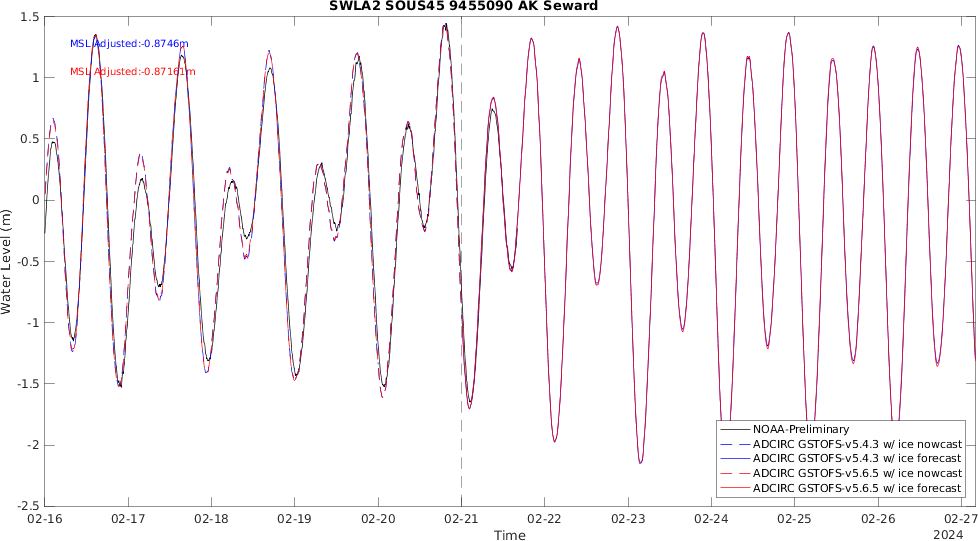 SWLA2 SOUS45 9455090 AK Seward
MSL Adjusted:-0.8746m
MSL Adjusted:-0.87161m
1.5
1
0.5
0
-0.5
-1
-1.5
-2
-2.5
Water Level (m)
NOAA-Preliminary
ADCIRC GSTOFS-v5.4.3 w/ ice nowcast
ADCIRC GSTOFS-v5.4.3 w/ ice forecast
ADCIRC GSTOFS-v5.6.5 w/ ice nowcast
ADCIRC GSTOFS-v5.6.5 w/ ice forecast
02-16 02-17 02-18 02-19 02-20 02-21 02-22 02-23 02-24 02-25 02-26 02-27
Time
2024